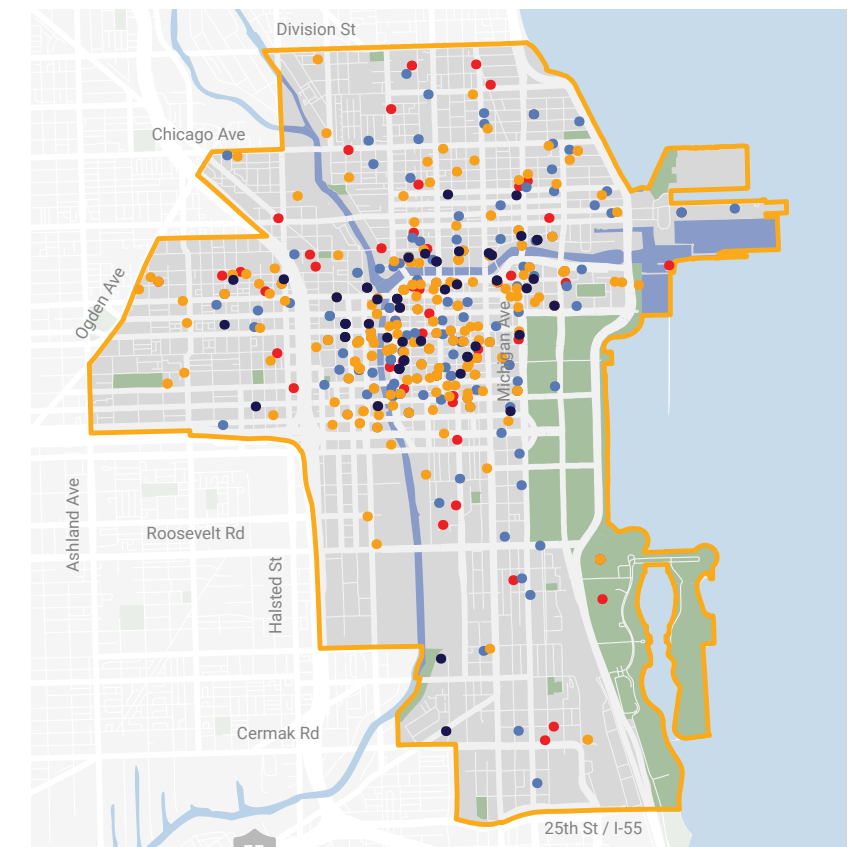 Division St
Chicago Ave
Ogden Ave
Michigan Ave
Ashland Ave
Roosevelt Rd
Halsted St
Cermak Rd
25th St / I-55